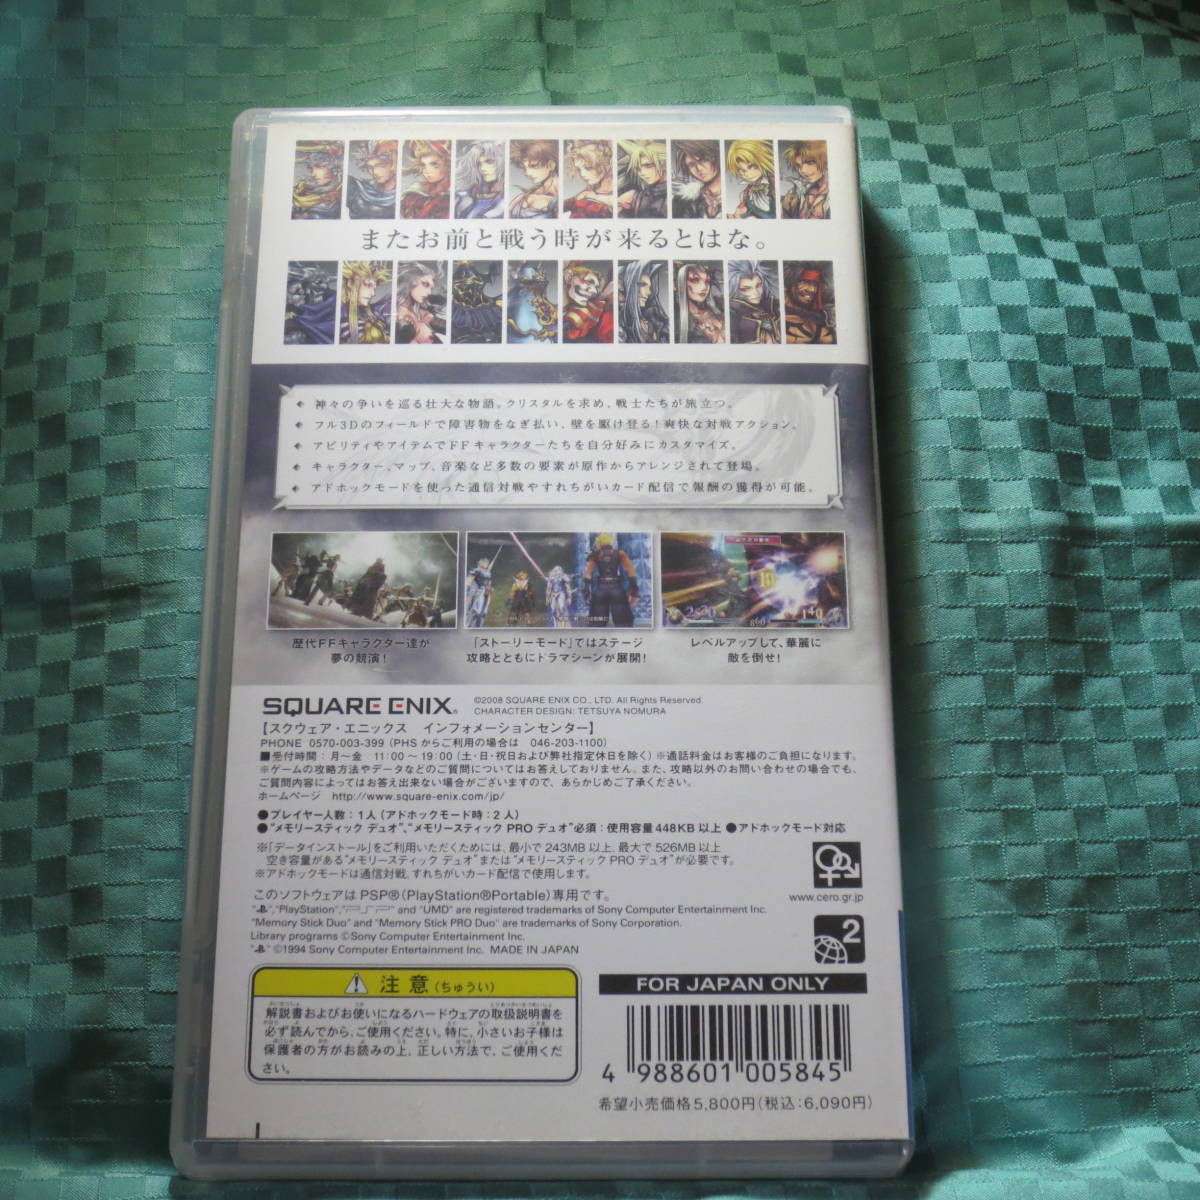 またお前と戦う時が来るとはな。
神々の争いを巡る壮大な物語。クリスタルを求め、戦士たちが旅立つ。
フル3Dのフィールドで障害物をなぎ払い、壁を駆け登る!爽快な対戦アクション。
アビリティやアイテムでFFキャラクターたちを自分好みにカスタマイズ。
キャラクター、マップ、音楽など多数の要素が原作からアレンジされて登場。
アドホックモードを使った通信対戦やすれちがいカード配信で報酬の獲得が可能。
歴代FFキャラクター達が
夢の競演!
「ストーリーモード」ではステージ
攻略とともにドラマシーンが展開!
レベルアップして、華麗に
敵を倒せ!
SQUARE ENIX®
©2008 SQUARE ENIX CO., LTD. All Rights Reserved.
CHARACTER DESIGN: TETSUYA NOMURA
【スクウェア・エニックス インフォメーションセンター】
PHONE 0570-003-399 (PHSからご利用の場合は 046-203-1100)
■受付時間:月〜金 11:00〜19:00(土・日・祝日および弊社指定休日を除く)※通話料金はお客様のご負担になります。
※ゲームの攻略方法やデータなどのご質問についてはお答えしておりません。また、攻略以外のお問い合わせの場合でも、
ご質問内容によってはお答え出来ない場合がございますので、あらかじめご了承ください。
ホームページ http://www.square-enix.com/jp/
●プレイヤー人数:1人(アドホックモード時:2人)
●"メモリースティック デュオ"、"メモリースティック PRO デュオ"必須:使用容量448KB以上 ●アドホックモード対応
※「データインストール」をご利用いただくためには、最小で243MB以上、最大で526MB以上
空き容量がある"メモリースティック デュオ"または"メモリースティック PRO デュオ"が必要です。
※アドホックモードは通信対戦、すれちがいカード配信で使用します。
www.cero.gr.jp
このソフトウェアはPSP®(PlayStation®Portable)専用です。
"PlayStation","PSP" and "UMD" are registered trademarks of Sony Computer Entertainment Inc.
"Memory Stick Duo" and "Memory Stick PRO Duo" are trademarks of Sony Corporation.
Library programs ©Sony Computer Entertainment Inc.
©1994 Sony Computer Entertainment Inc. MADE IN JAPAN
2
注意(ちゅうい)
解説書およびお使いになるハードウェアの取扱説明書を
必ず読んでから、ご使用ください。特に、小さいお子様は
保護者の方がお読みの上、正しい方法で、ご使用くだ
さい。
FOR JAPAN ONLY
4 988601 005845
希望小売価格5,800円(税込:6,090円)